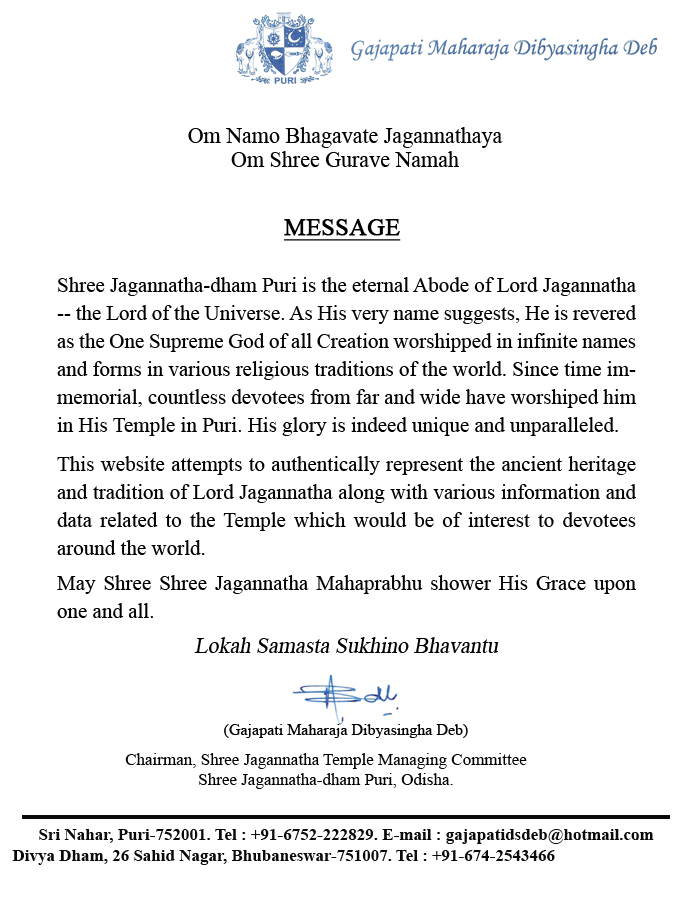 PURI
Gajapati Maharaja Dibyasingha Deb
Om Namo Bhagavate Jagannathaya
Om Shree Gurave Namah
MESSAGE
Shree Jagannatha-dham Puri is the eternal Abode of Lord Jagannatha
-- the Lord of the Universe. As His very name suggests, He is revered
as the One Supreme God of all Creation worshipped in infinite names
and forms in various religious traditions of the world. Since time im-
memorial, countless devotees from far and wide have worshiped him
in His Temple in Puri. His glory is indeed unique and unparalleled.
This website attempts to authentically represent the ancient heritage
and tradition of Lord Jagannatha along with various information and
data related to the Temple which would be of interest to devotees
around the world.
May Shree Shree Jagannatha Mahaprabhu shower His Grace upon
one and all.
Lokah Samasta Sukhino Bhavantu
(Gajapati Maharaja Dibyasingha Deb)
Chairman, Shree Jagannatha Temple Managing Committee
Shree Jagannatha-dham Puri, Odisha.
Sri Nahar, Puri-752001. Tel : +91-6752-222829. E-mail : gajapatidsdeb@hotmail.com
Divya Dham, 26 Sahid Nagar, Bhubaneswar-751007. Tel : +91-674-2543466